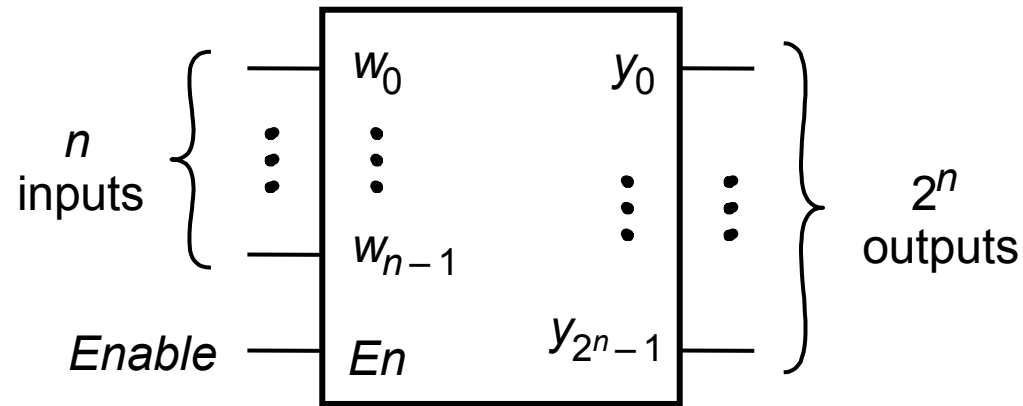 n
inputs
w₀
wₙ₋₁
Enable
En
y₀
y₂ⁿ₋₁
2ⁿ
outputs